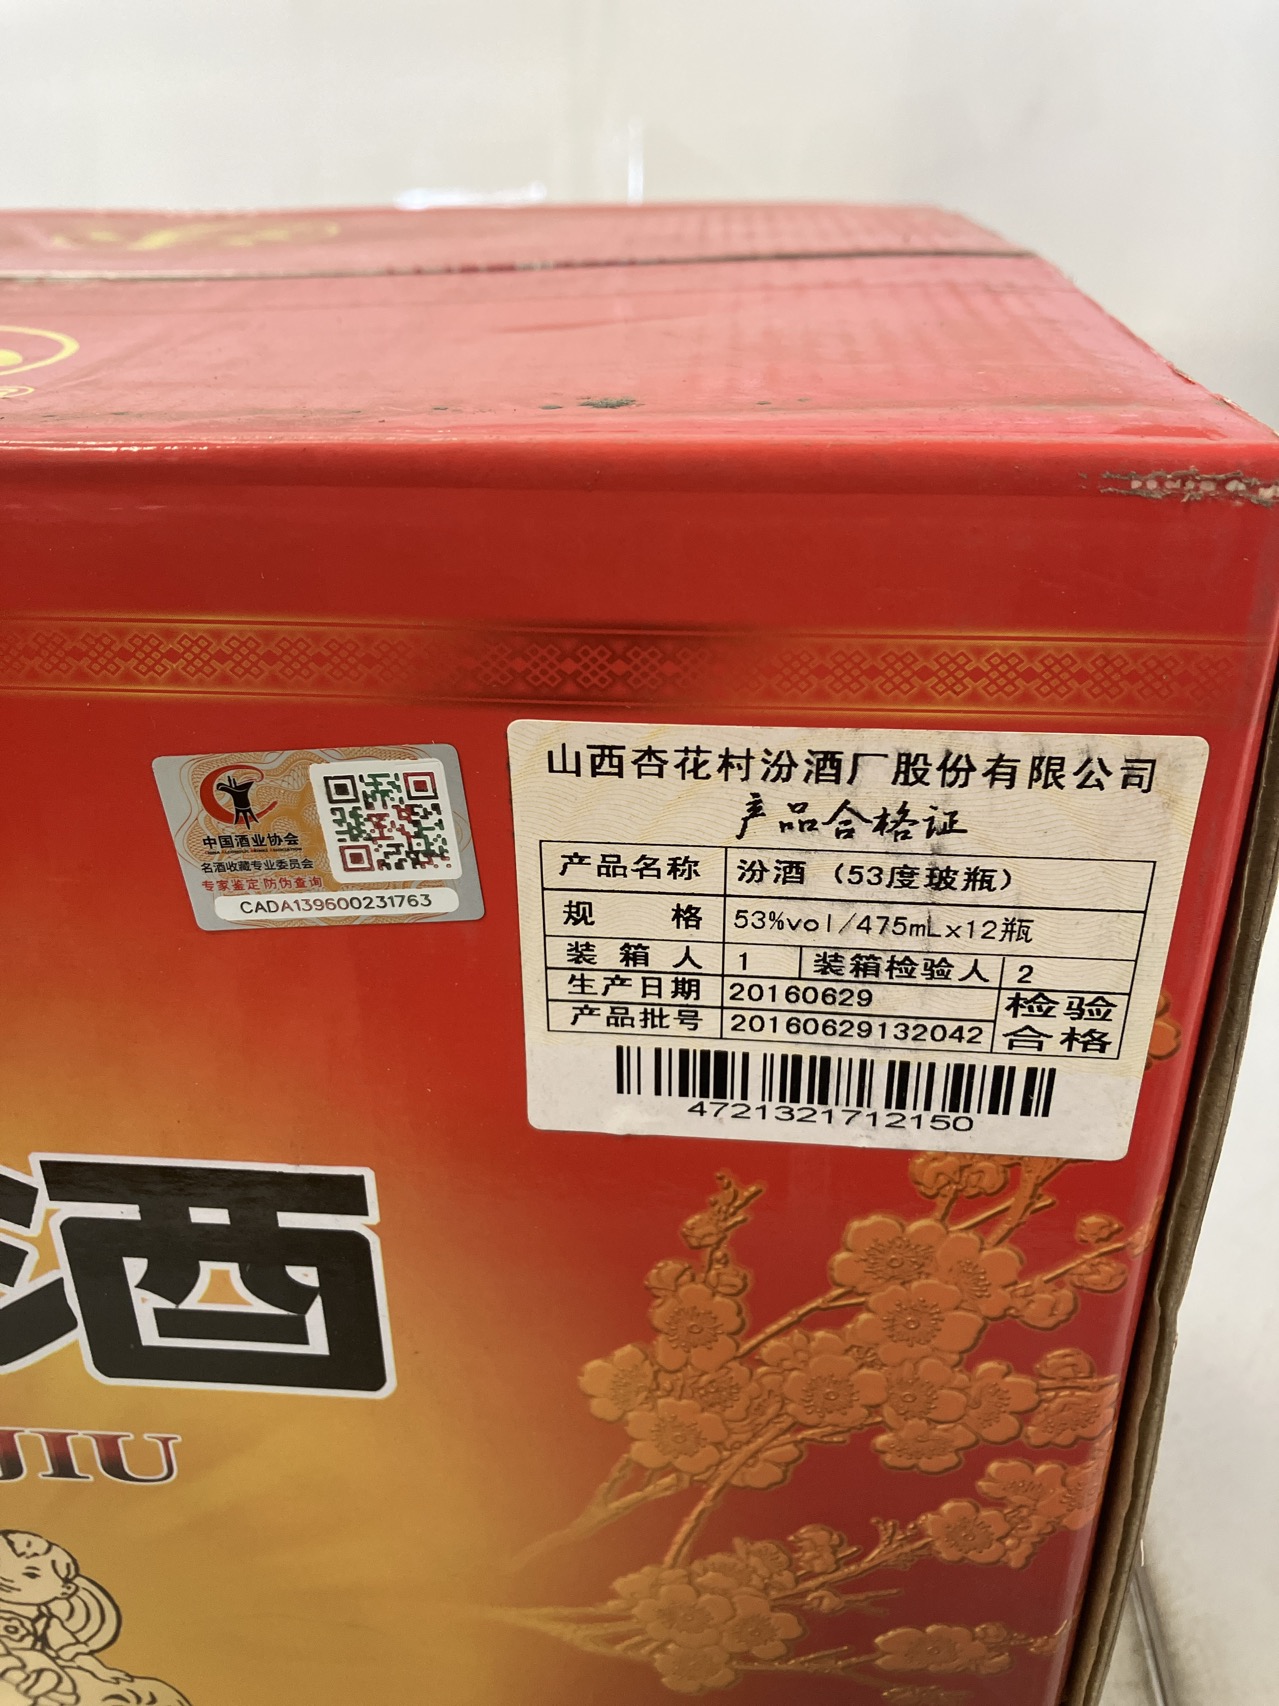 中国酒业协会
名酒收藏专业委员会
专家鉴定 防伪查询
CADA139600231763
山西杏花村汾酒厂股份有限公司
产品合格证
产品名称 汾酒（53度玻瓶）
规 格 53%vol/475mLx12瓶
装 箱 人 1 装箱检验人 2
生产日期 20160629
产品批号 20160629132042
检验
合格
4721321712150
酒
JIU